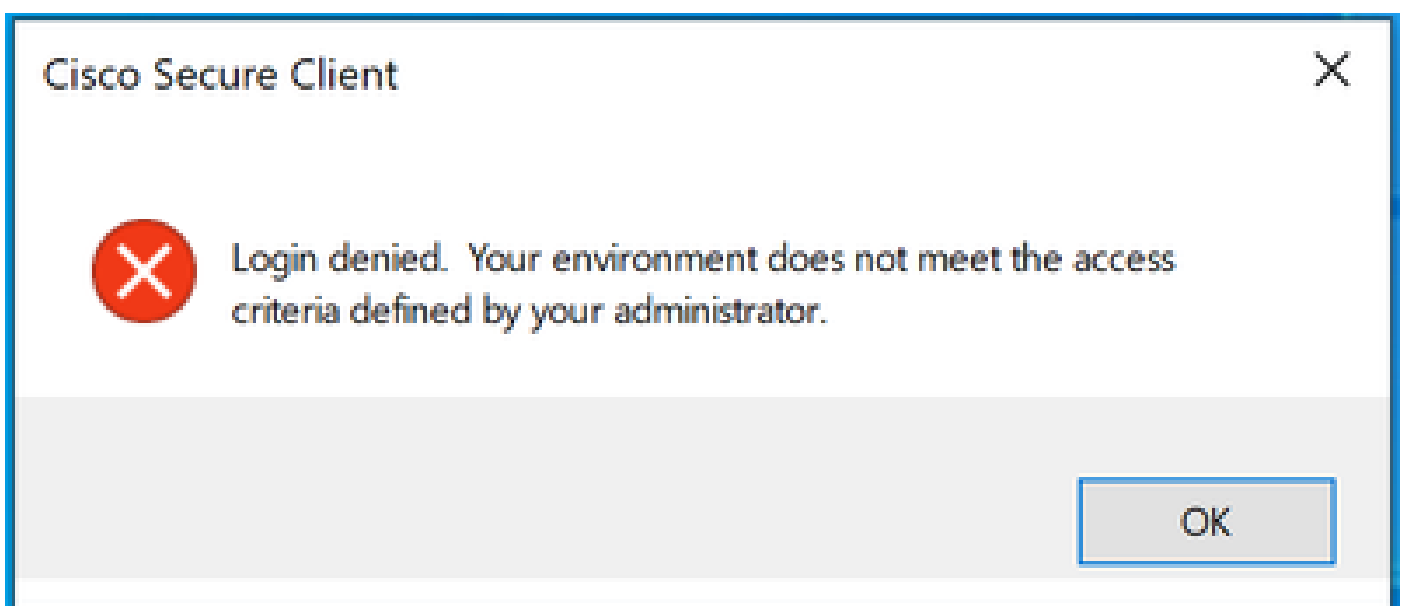 Cisco Secure Client
Login denied.  Your environment does not meet the access
criteria defined by your administrator.
OK